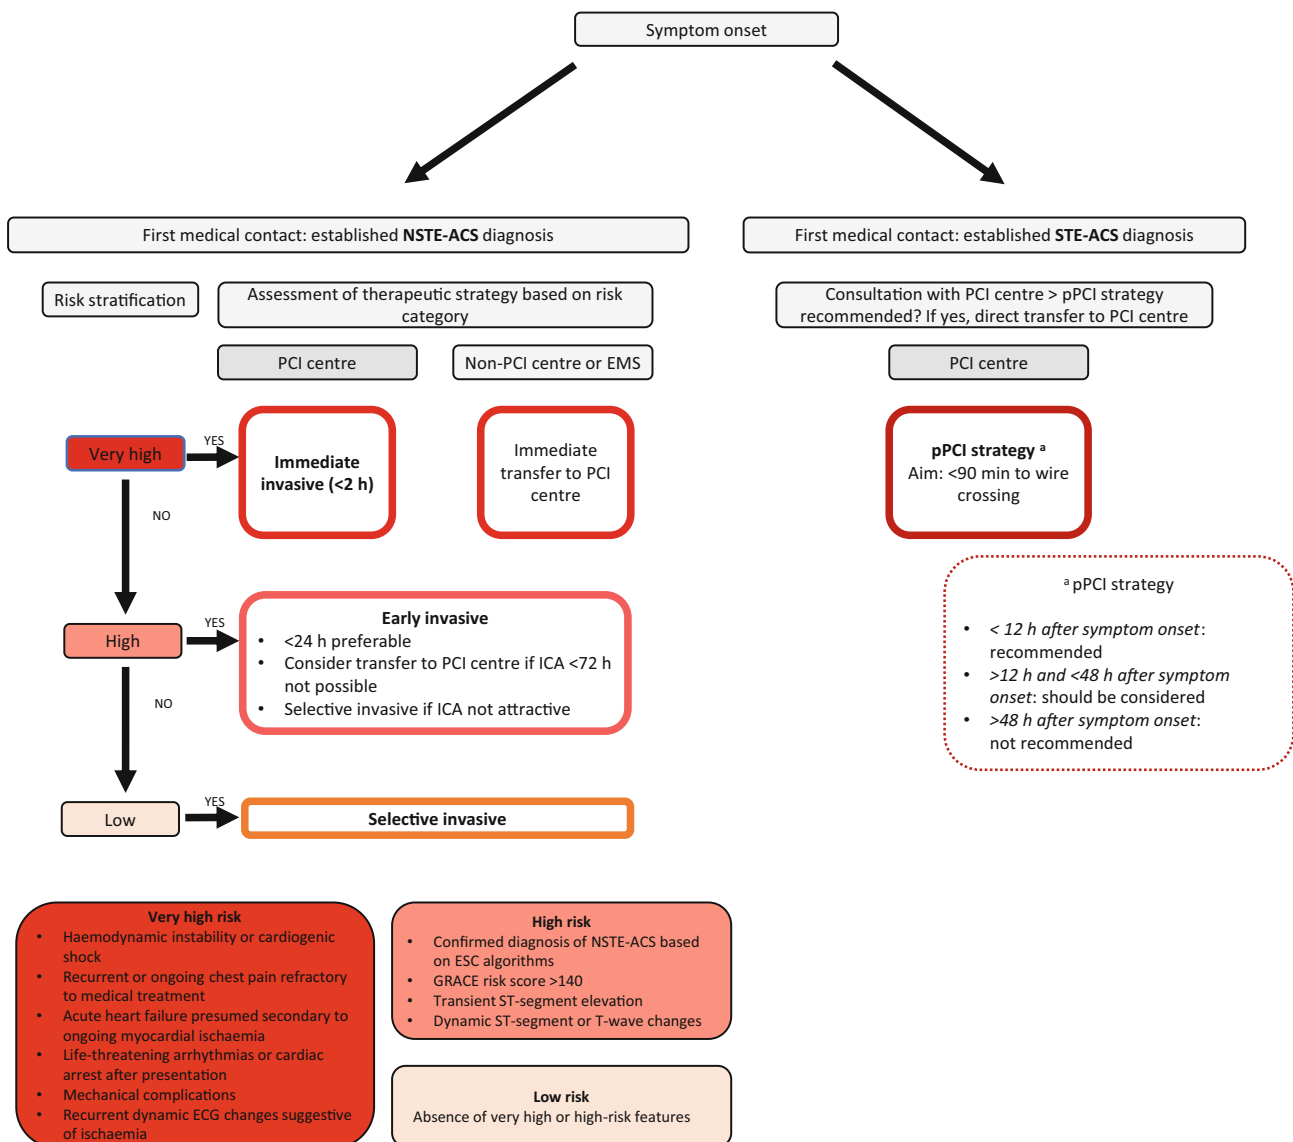 Symptom onset
First medical contact: established NSTE-ACS diagnosis
First medical contact: established STE-ACS diagnosis
Risk stratification
Assessment of therapeutic strategy based on risk
category
Consultation with PCI centre > pPCI strategy
recommended? If yes, direct transfer to PCI centre
PCI centre
Non-PCI centre or EMS
PCI centre
Very high
YES
Immediate
invasive (<2 h)
Immediate
transfer to PCI
centre
pPCI strategy ᵃ
Aim: <90 min to wire
crossing
NO
High
YES
Early invasive
• <24 h preferable
• Consider transfer to PCI centre if ICA <72 h
not possible
• Selective invasive if ICA not attractive
ᵃ pPCI strategy
• < 12 h after symptom onset:
recommended
• >12 h and <48 h after symptom
onset: should be considered
• >48 h after symptom onset:
not recommended
NO
Low
YES
Selective invasive
Very high risk
• Haemodynamic instability or cardiogenic
shock
• Recurrent or ongoing chest pain refractory
to medical treatment
• Acute heart failure presumed secondary to
ongoing myocardial ischaemia
• Life-threatening arrhythmias or cardiac
arrest after presentation
• Mechanical complications
• Recurrent dynamic ECG changes suggestive
of ischaemia
High risk
• Confirmed diagnosis of NSTE-ACS based
on ESC algorithms
• GRACE risk score >140
• Transient ST-segment elevation
• Dynamic ST-segment or T-wave changes
Low risk
Absence of very high or high-risk features